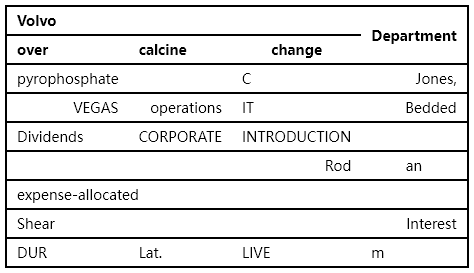 Volvo Department
over calcine change
pyrophosphate C Jones,
VEGAS operations IT Bedded
Dividends CORPORATE INTRODUCTION
Rod an
expense-allocated
Shear Interest
DUR Lat. LIVE m